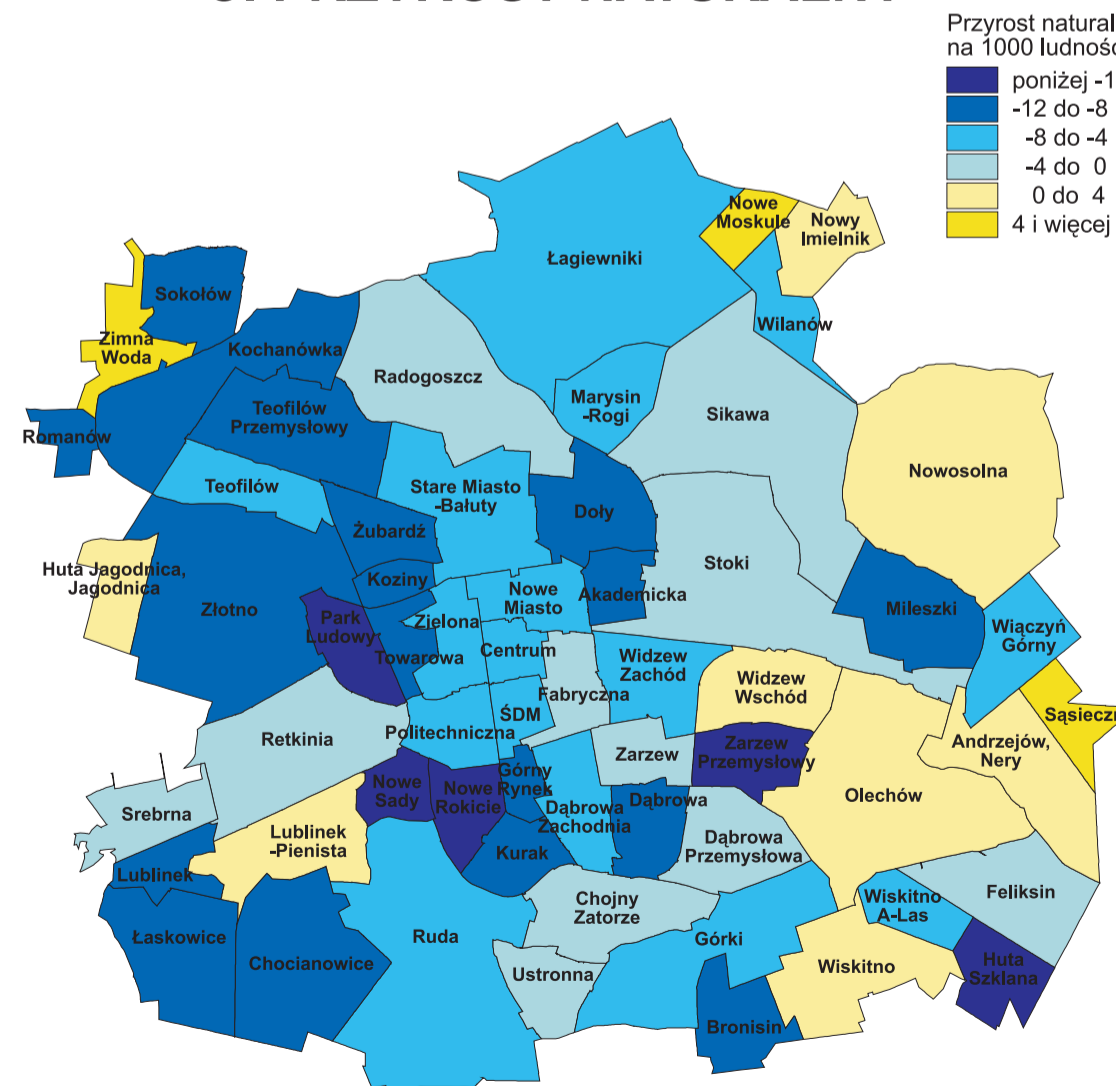 Przyrost natural
na 1000 ludnośc
poniżej -1
-12 do -8
-8 do -4
-4 do 0
0 do 4
4 i więcej
Nowe
Moskule
Nowy
Imielnik
Łagiewniki
Sokołów
Wilanów
Zimna
Woda
Kochanówka
Radogoszcz
Marysin
-Rogi
Sikawa
Teofilów
Przemysłowy
Romanów
Nowosolna
Teofilów
Stare Miasto
-Bałuty
Doły
Żubardź
Stoki
Huta Jagodnica,
Jagodnica
Koziny
Złotno
Nowe
Miasto
Akademicka
Mileszki
Park
Ludowy
Zielona
Wiączyń
Górny
Towarowa
Centrum
Widzew
Zachód
Widzew
Wschód
Fabryczna
ŚDM
Sąsieczn
Retkinia
Politechniczna
Zarzew
Zarzew
Przemysłowy
Andrzejów,
Nery
Górny
Rynek
Nowe
Sady
Nowe
Rokicie
Olechów
Srebrna
Dąbrowa
Zachodnia
Dąbrowa
Lublinek
-Pienista
Dąbrowa
Przemysłowa
Kurak
Lublinek
Feliksin
Chojny
Zatorze
Wiskitno
A-Las
Łaskowice
Ruda
Górki
Chocianowice
Ustronna
Wiskitno
Huta
Szklana
Bronisin